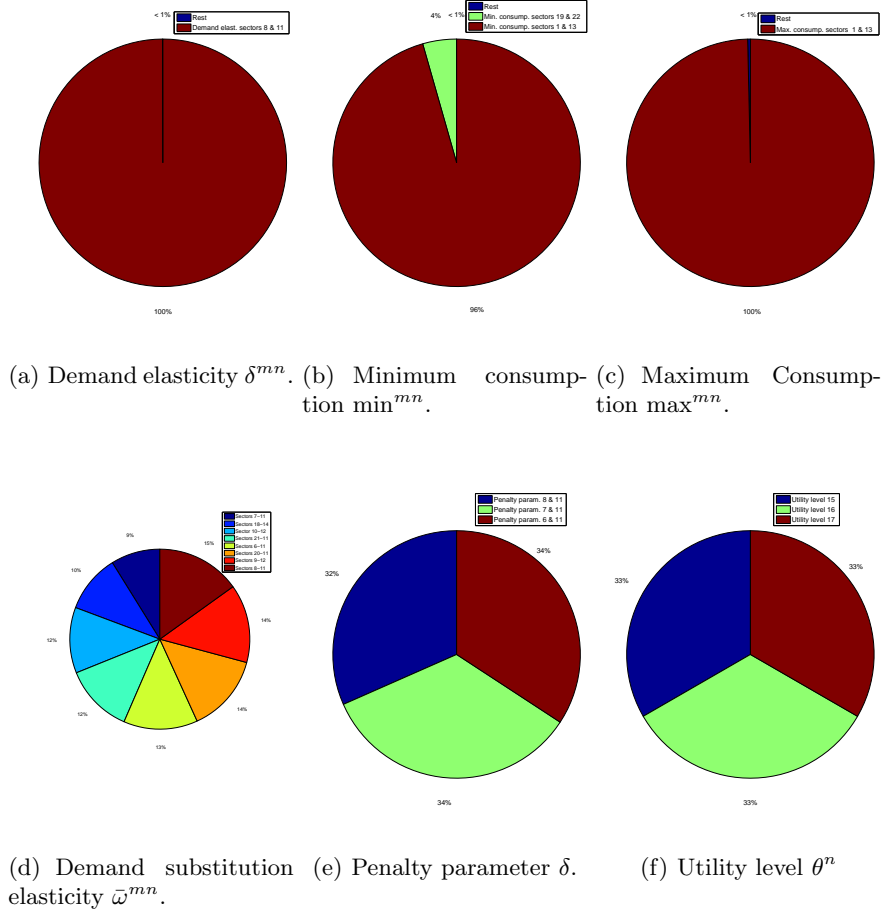 < 1%
Rest
Demand elast. sectors 8 & 11
100%
(a) Demand elasticity δ^{mn}.
4%
< 1%
Rest
Min. consump. sectors 19 & 22
Min. consump. sectors 1 & 13
96%
(b) Minimum consump-
tion min^{mn}.
< 1%
Rest
Max. consump. sectors 1 & 13
100%
(c) Maximum Consump-
tion max^{mn}.
Sectors 7–11
Sectors 18–14
Sector 10–12
Sectors 21–11
Sectors 6–11
Sectors 20–11
Sectors 9–12
Sectors 8–11
9%
15%
10%
14%
12%
12%
14%
13%
(d) Demand substitution
elasticity ω̄^{mn}.
Penalty param. 8 & 11
Penalty param. 7 & 11
Penalty param. 6 & 11
32%
34%
34%
(e) Penalty parameter δ.
Utility level 15
Utility level 16
Utility level 17
33%
33%
33%
(f) Utility level θ^n